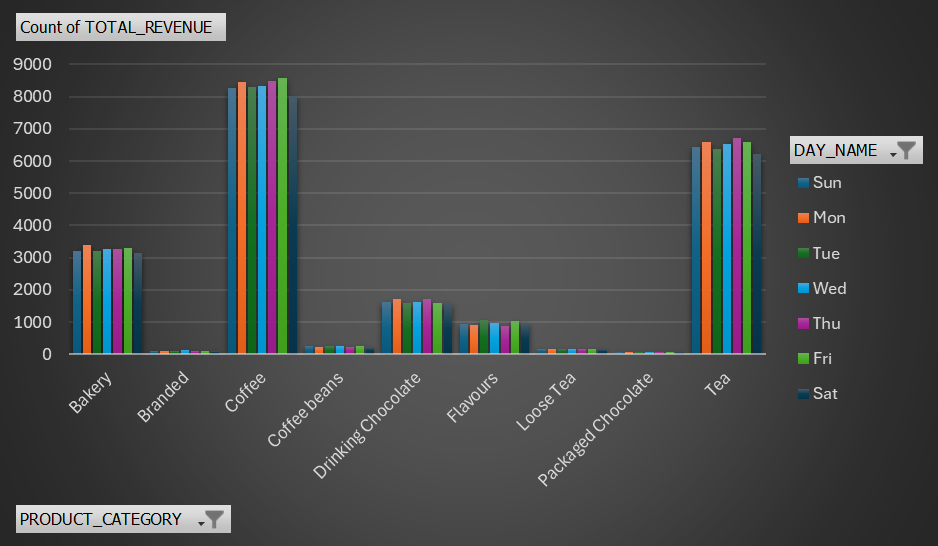 Count of TOTAL_REVENUE
9000
8000
7000
6000
5000
4000
3000
2000
1000
0
Bakery
Branded
Coffee
Coffee beans
Drinking Chocolate
Flavours
Loose Tea
Packaged Chocolate
Tea
DAY_NAME
Sun
Mon
Tue
Wed
Thu
Fri
Sat
PRODUCT_CATEGORY